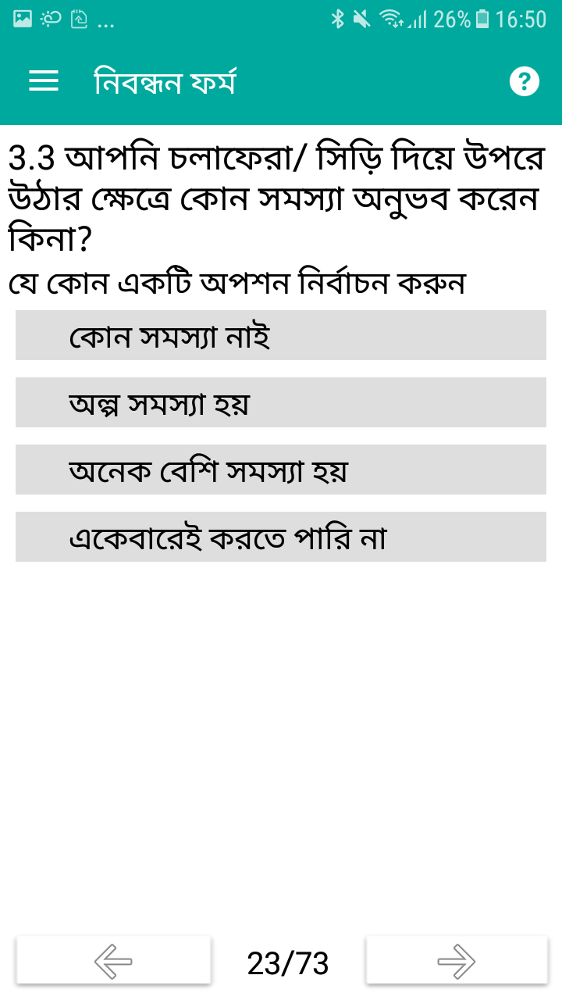 ... 26% 16:50
নিবন্ধন ফর্ম ?
3.3 আপনি চলাফেরা/ সিড়ি দিয়ে উপরে
উঠার ক্ষেত্রে কোন সমস্যা অনুভব করেন
কিনা?
যে কোন একটি অপশন নির্বাচন করুন
কোন সমস্যা নাই
অল্প সমস্যা হয়
অনেক বেশি সমস্যা হয়
একেবারেই করতে পারি না
23/73